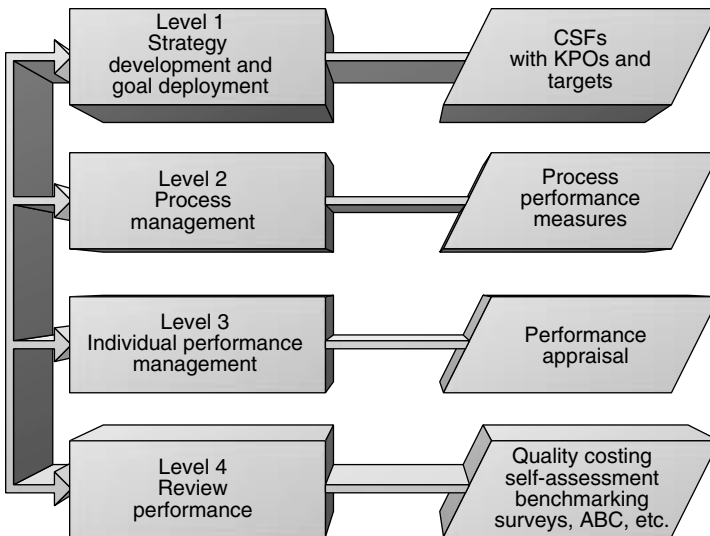 Level 1
Strategy
development and
goal deployment
CSFs
with KPOs and
targets
Level 2
Process
management
Process
performance
measures
Level 3
Individual performance
management
Performance
appraisal
Level 4
Review
performance
Quality costing
self-assessment
benchmarking
surveys, ABC, etc.